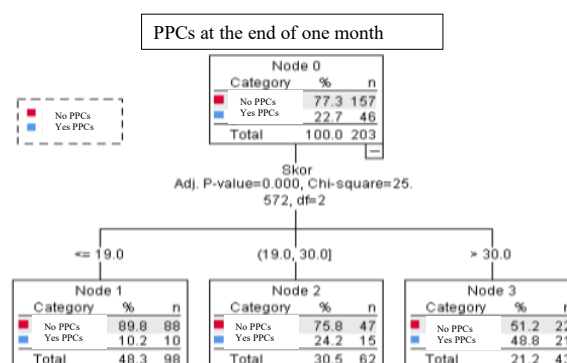 PPCs at the end of one month
Node 0
Category % n
No PPCs 77.3 157
Yes PPCs 22.7 46
Total 100.0 203
No PPCs
Yes PPCs
Skor
Adj. P-value=0.000, Chi-square=25.
572, df=2
<= 19.0
(19.0, 30.0]
> 30.0
Node 1
Category % n
No PPCs 89.8 88
Yes PPCs 10.2 10
Total 48.3 98
Node 2
Category % n
No PPCs 75.8 47
Yes PPCs 24.2 15
Total 30.5 62
Node 3
Category % n
No PPCs 51.2 22
Yes PPCs 48.8 21
Total 21.2